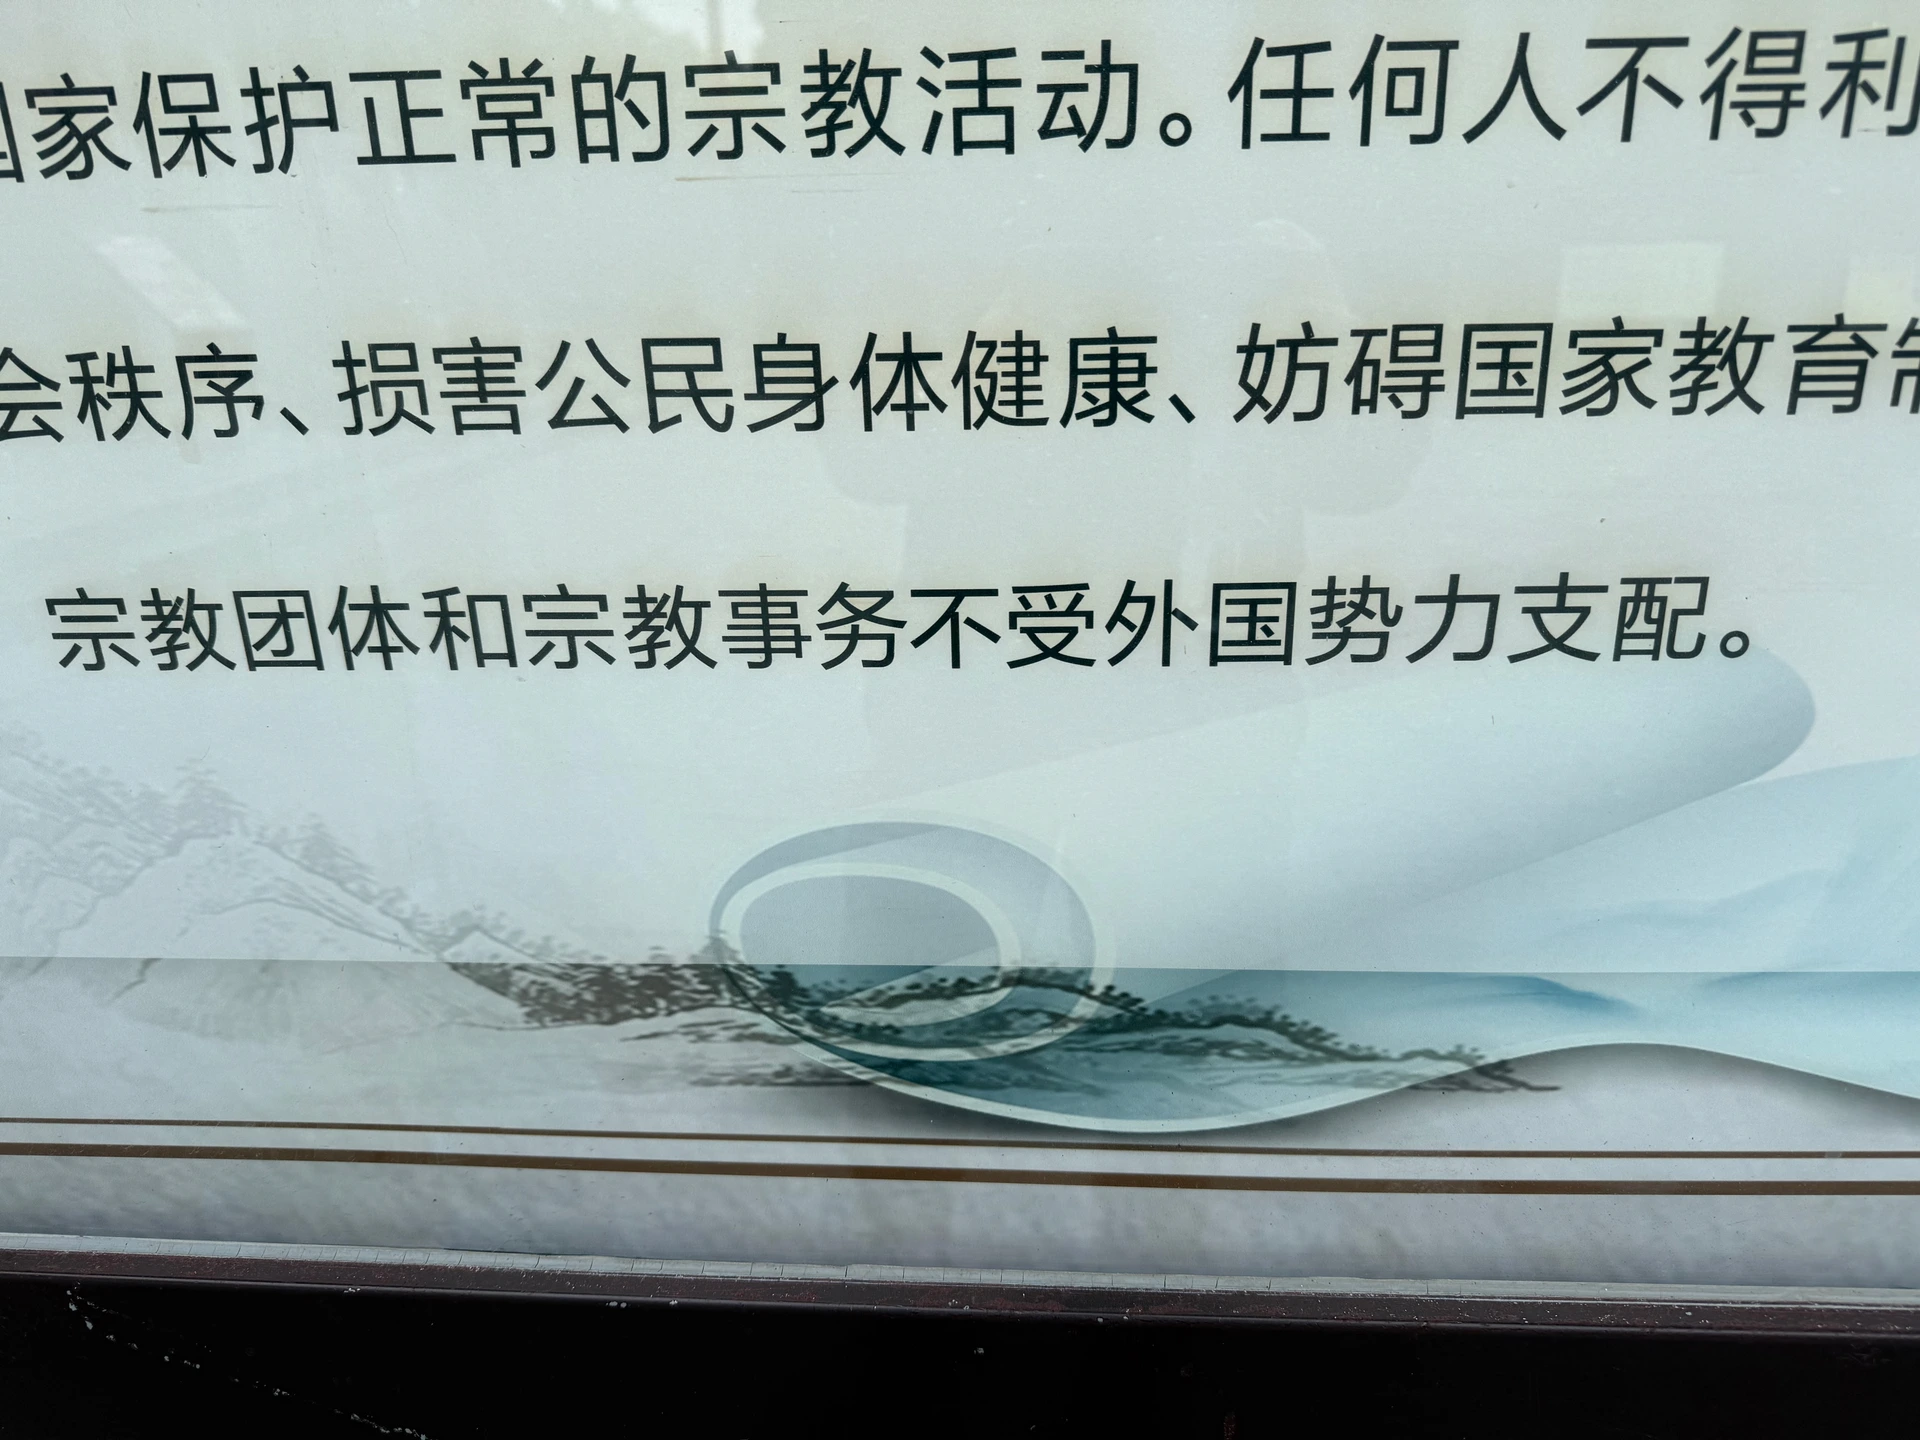 国家保护正常的宗教活动。任何人不得利
会秩序、损害公民身体健康、妨碍国家教育制
宗教团体和宗教事务不受外国势力支配。